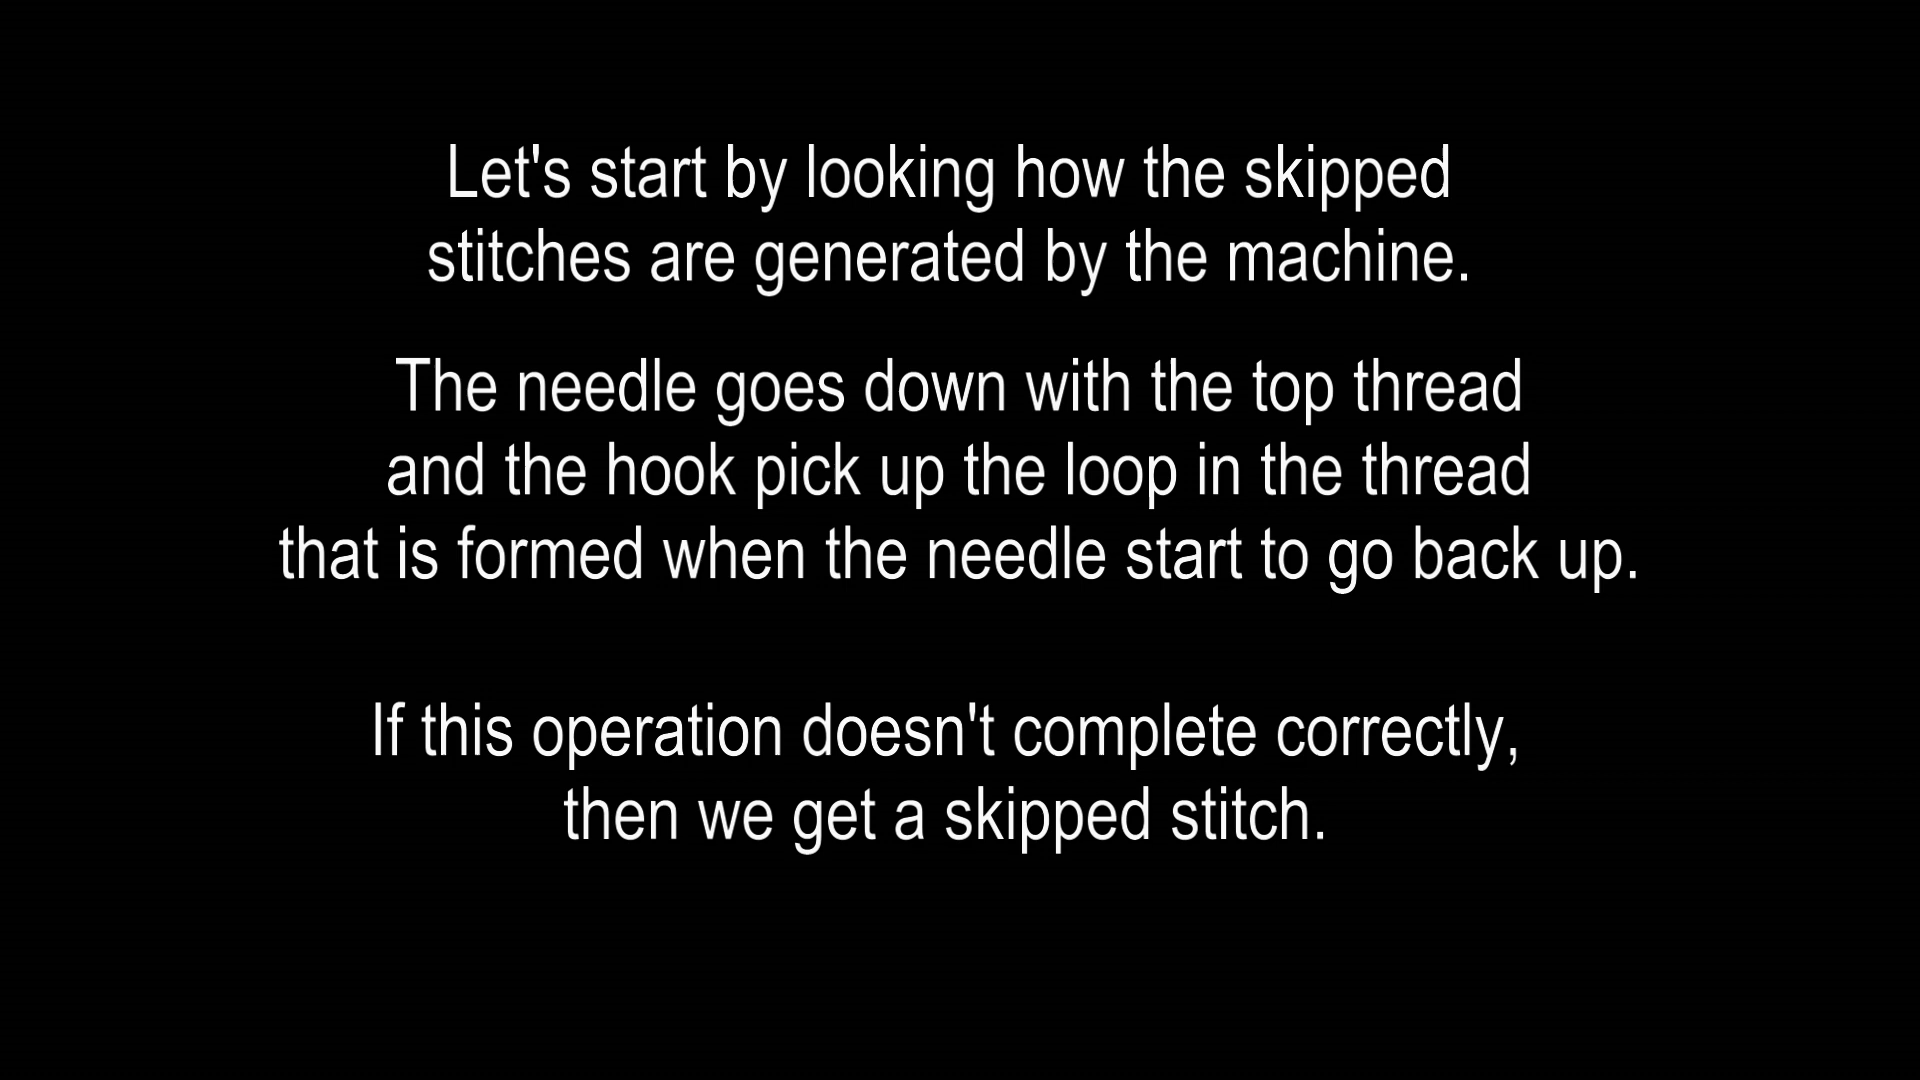 Let's start by looking how the skipped
stitches are generated by the machine.
The needle goes down with the top thread
and the hook pick up the loop in the thread
that is formed when the needle start to go back up.
If this operation doesn't complete correctly,
then we get a skipped stitch.